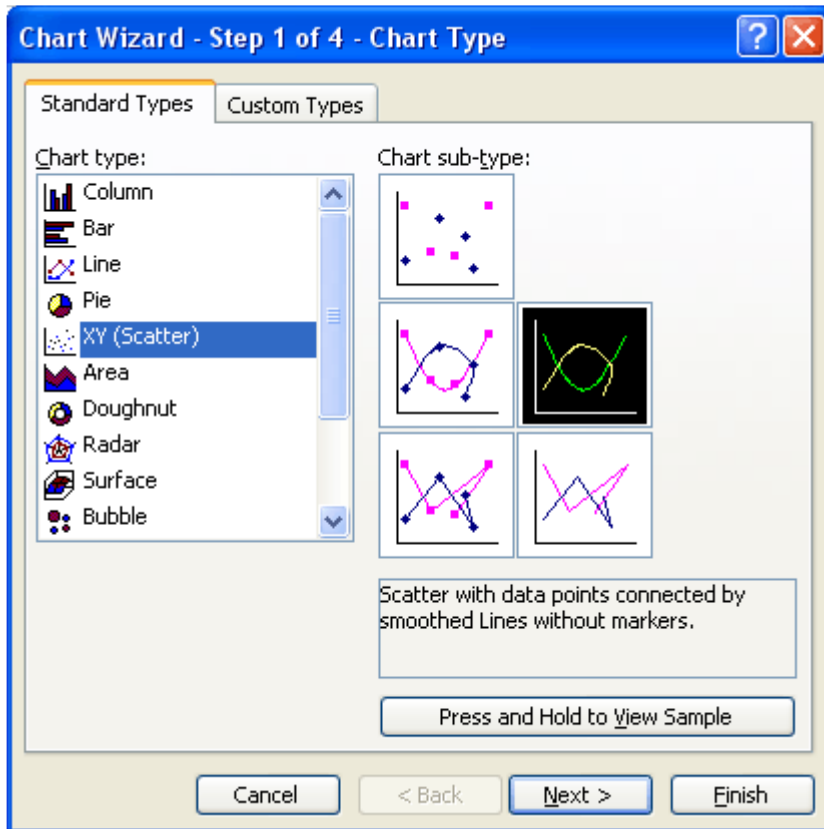 Chart Wizard - Step 1 of 4 - Chart Type
Standard Types
Custom Types
Chart type:
Column
Bar
Line
Pie
XY (Scatter)
Area
Doughnut
Radar
Surface
Bubble
Chart sub-type:
Scatter with data points connected by
smoothed Lines without markers.
Press and Hold to View Sample
Cancel
< Back
Next >
Finish